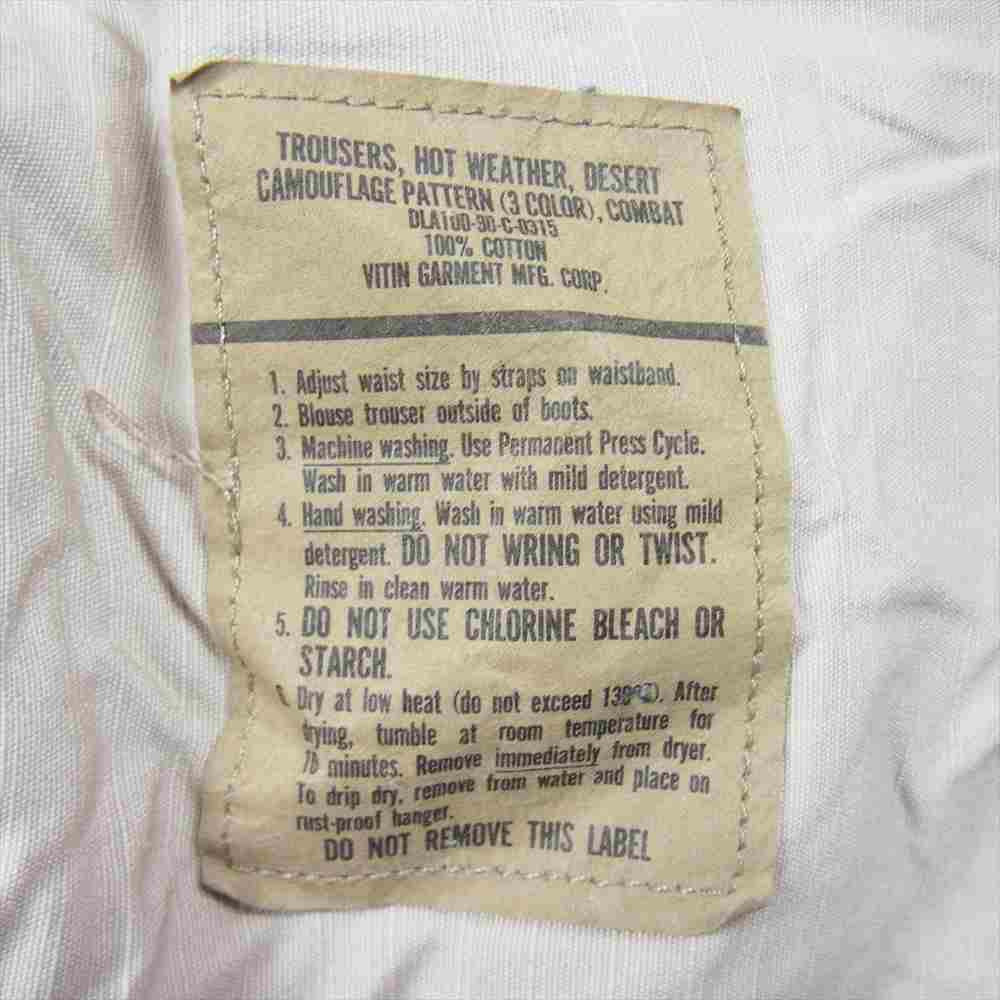 TROUSERS, HOT WEATHER, DESERT
CAMOUFLAGE PATTERN (3 COLOR), COMBAT
DLA100-90-C-0315
100% COTTON
VITIN GARMENT MFG. CORP.
1. Adjust waist size by straps on waistband.
2. Blouse trouser outside of boots.
3. Machine washing. Use Permanent Press Cycle.
Wash in warm water with mild detergent.
4. Hand washing. Wash in warm water using mild
detergent. DO NOT WRING OR TWIST.
Rinse in clean warm water.
5. DO NOT USE CHLORINE BLEACH OR
STARCH.
Dry at low heat (do not exceed After
drying, tumble at room temperature for
minutes. Remove immediately from dryer.
To drip dry, remove from water and place on
rust-proof hanger.
DO NOT REMOVE THIS LABEL